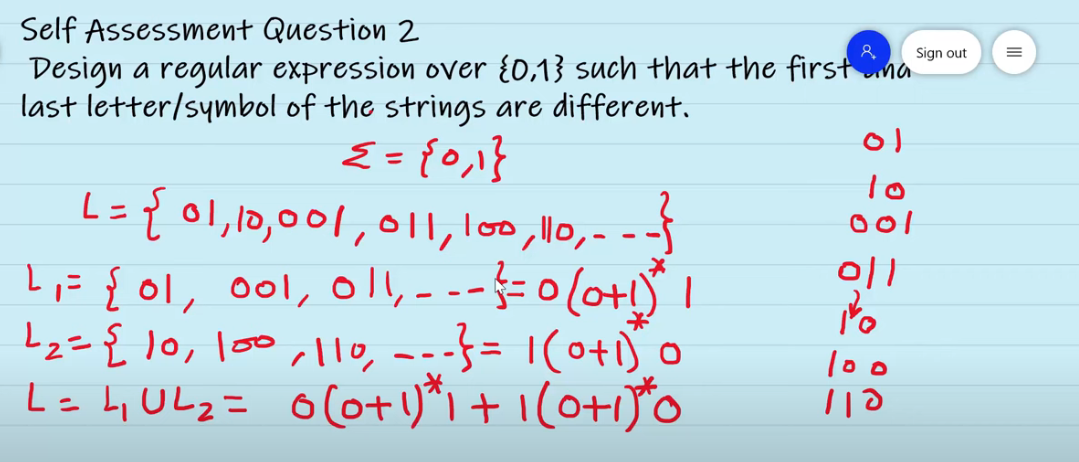 Self Assessment Question 2
Design a regular expression over {0,1} such that the first and
Sign out
last letter/symbol of the strings are different.
Σ = {0,1}
L = { 01,10,001,011,100,110,---}
L₁= { 01, 001, 011,----}= 0(0+1)* 1
L₂= { 10, 100,110, ---}= 1(0+1)* 0
L = L₁ U L₂ = 0(0+1)*1 + 1(0+1)*0
01
10
001
011
10
100
110